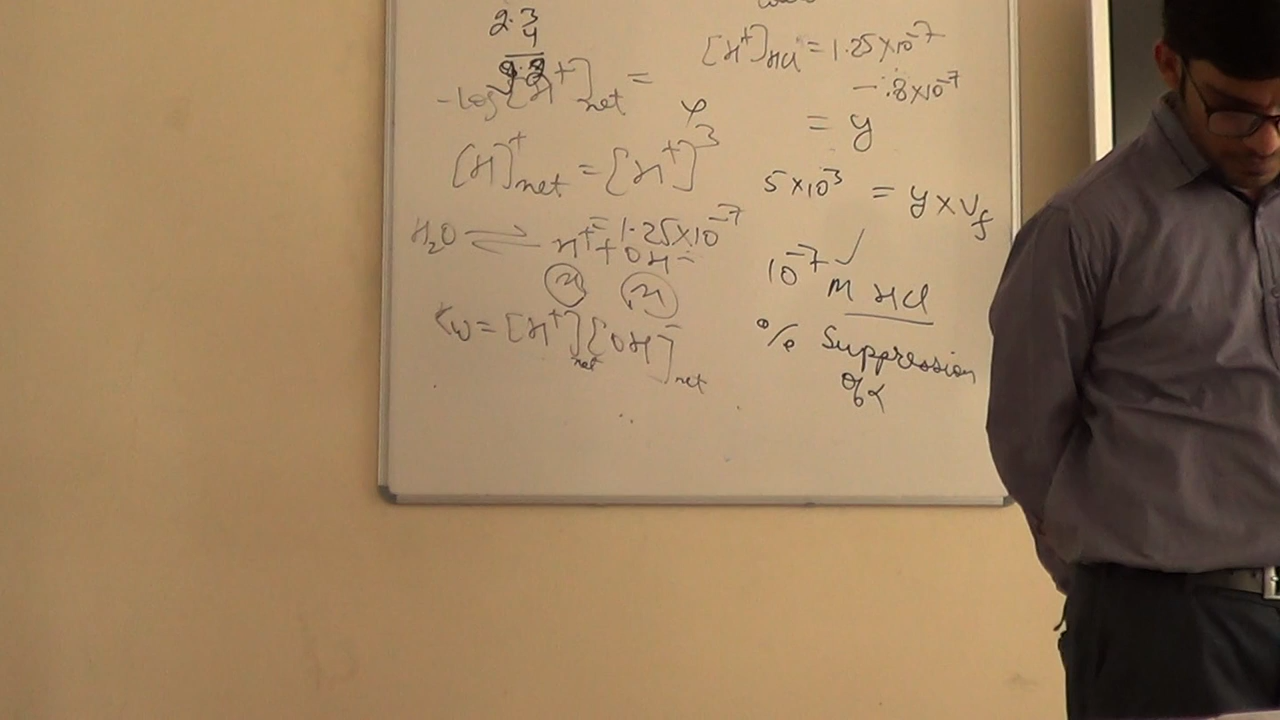 2.3
4
-log[H+]net =
φ
[H]+net = [H+]3
= 1.25×10-7
H2O ⇌ H+ + OH-
x x
Kw = [H+]net [OH-]net
[H+]HCl = 1.25×10-7
- .8×10-7
= y
5×10-3 = y×Vf
10-7 M HCl ✓
% Suppression
of α